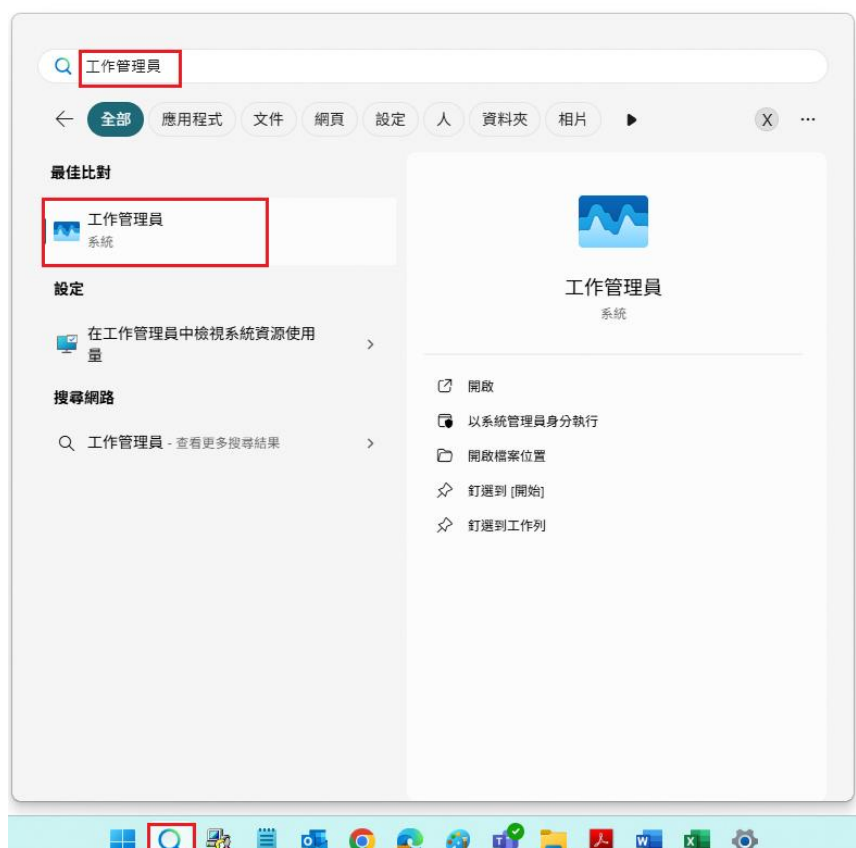 工作管理員
全部 應用程式 文件 網頁 設定 人 資料夾 相片 X ...
最佳比對
工作管理員
系統
設定
在工作管理員中檢視系統資源使用
量
搜尋網路
工作管理員 - 查看更多搜尋結果
工作管理員
系統
開啟
以系統管理員身分執行
開啟檔案位置
釘選到 [開始]
釘選到工作列